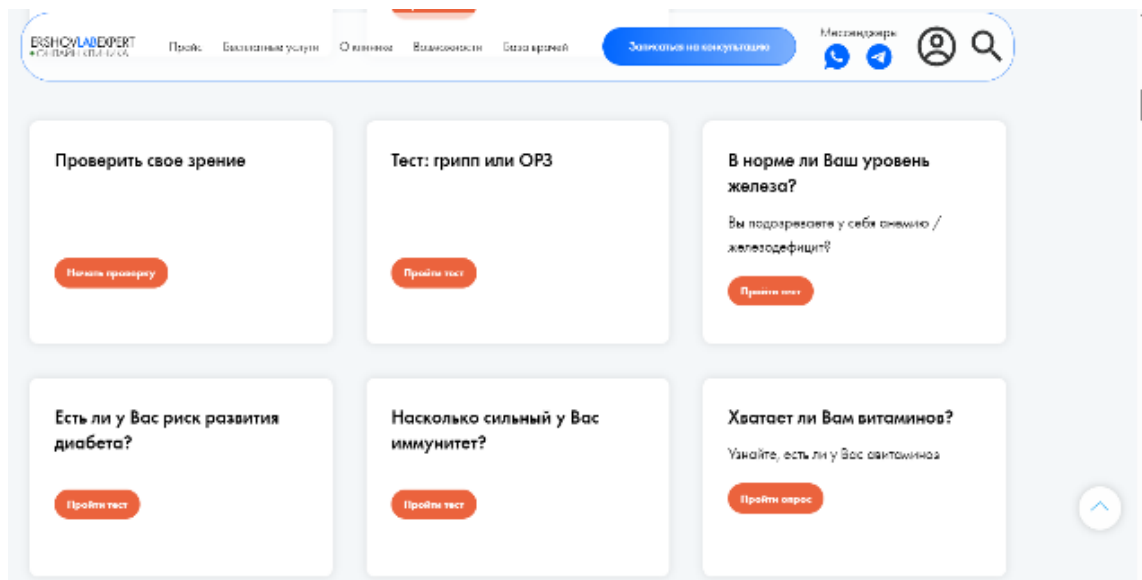 ERSHOVLABEXPERT
ОНЛАЙН КЛИНИКА
Прайс Бесплатные услуги О клинике Возможности База врачей
Записаться на консультацию
Мессенджеры
Проверить свое зрение
Начать проверку
Тест: грипп или ОРЗ
Пройти тест
В норме ли Ваш уровень
железа?
Вы подозреваете у себя анемию /
железодефицит?
Пройти тест
Есть ли у Вас риск развития
диабета?
Пройти тест
Насколько сильный у Вас
иммунитет?
Пройти тест
Хватает ли Вам витаминов?
Узнайте, есть ли у Вас авитаминоз
Пройти опрос